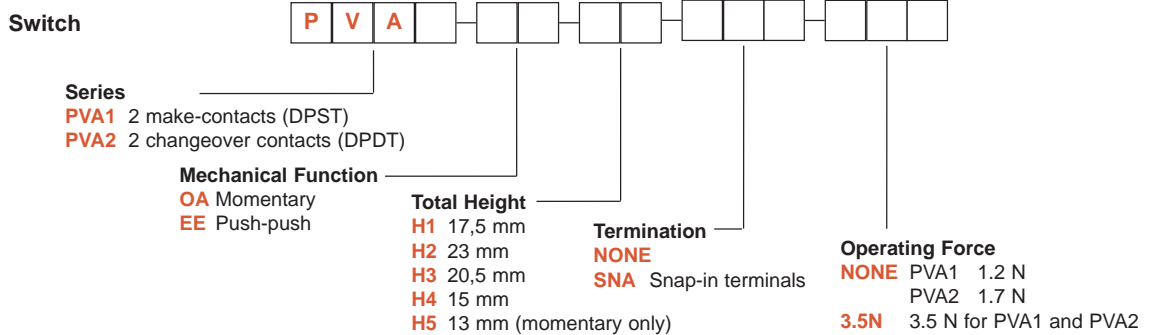 Switch
P V A
Series
PVA1 2 make-contacts (DPST)
PVA2 2 changeover contacts (DPDT)
Mechanical Function
OA Momentary
EE Push-push
Total Height
H1 17,5 mm
H2 23 mm
H3 20,5 mm
H4 15 mm
H5 13 mm (momentary only)
Termination
NONE
SNA Snap-in terminals
Operating Force
NONE PVA1 1.2 N
PVA2 1.7 N
3.5N 3.5 N for PVA1 and PVA2